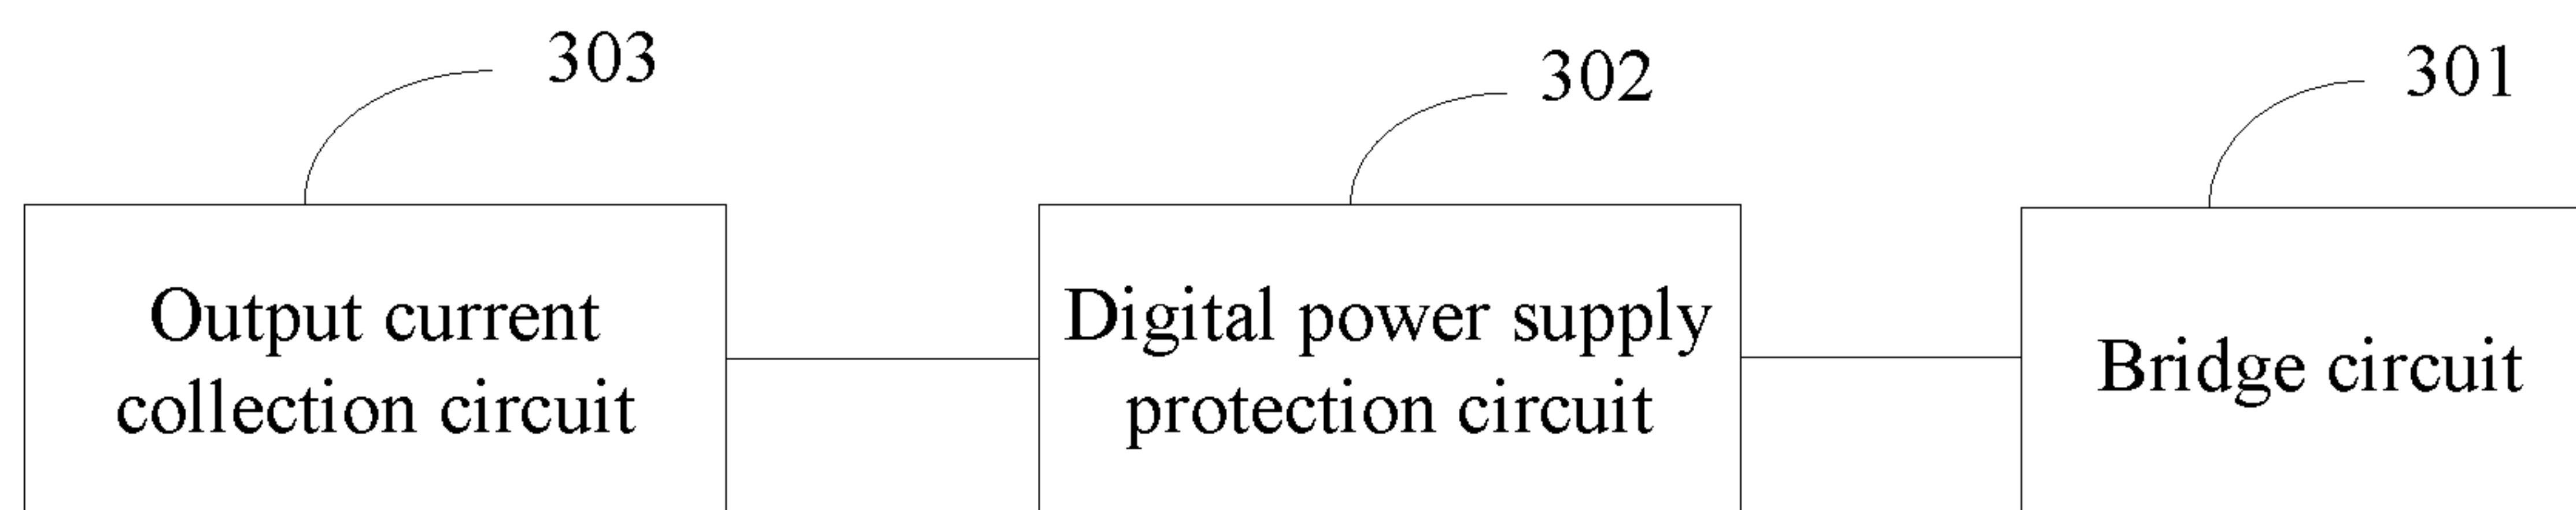 303
302
301
Output current
collection circuit
Digital power supply
protection circuit
Bridge circuit